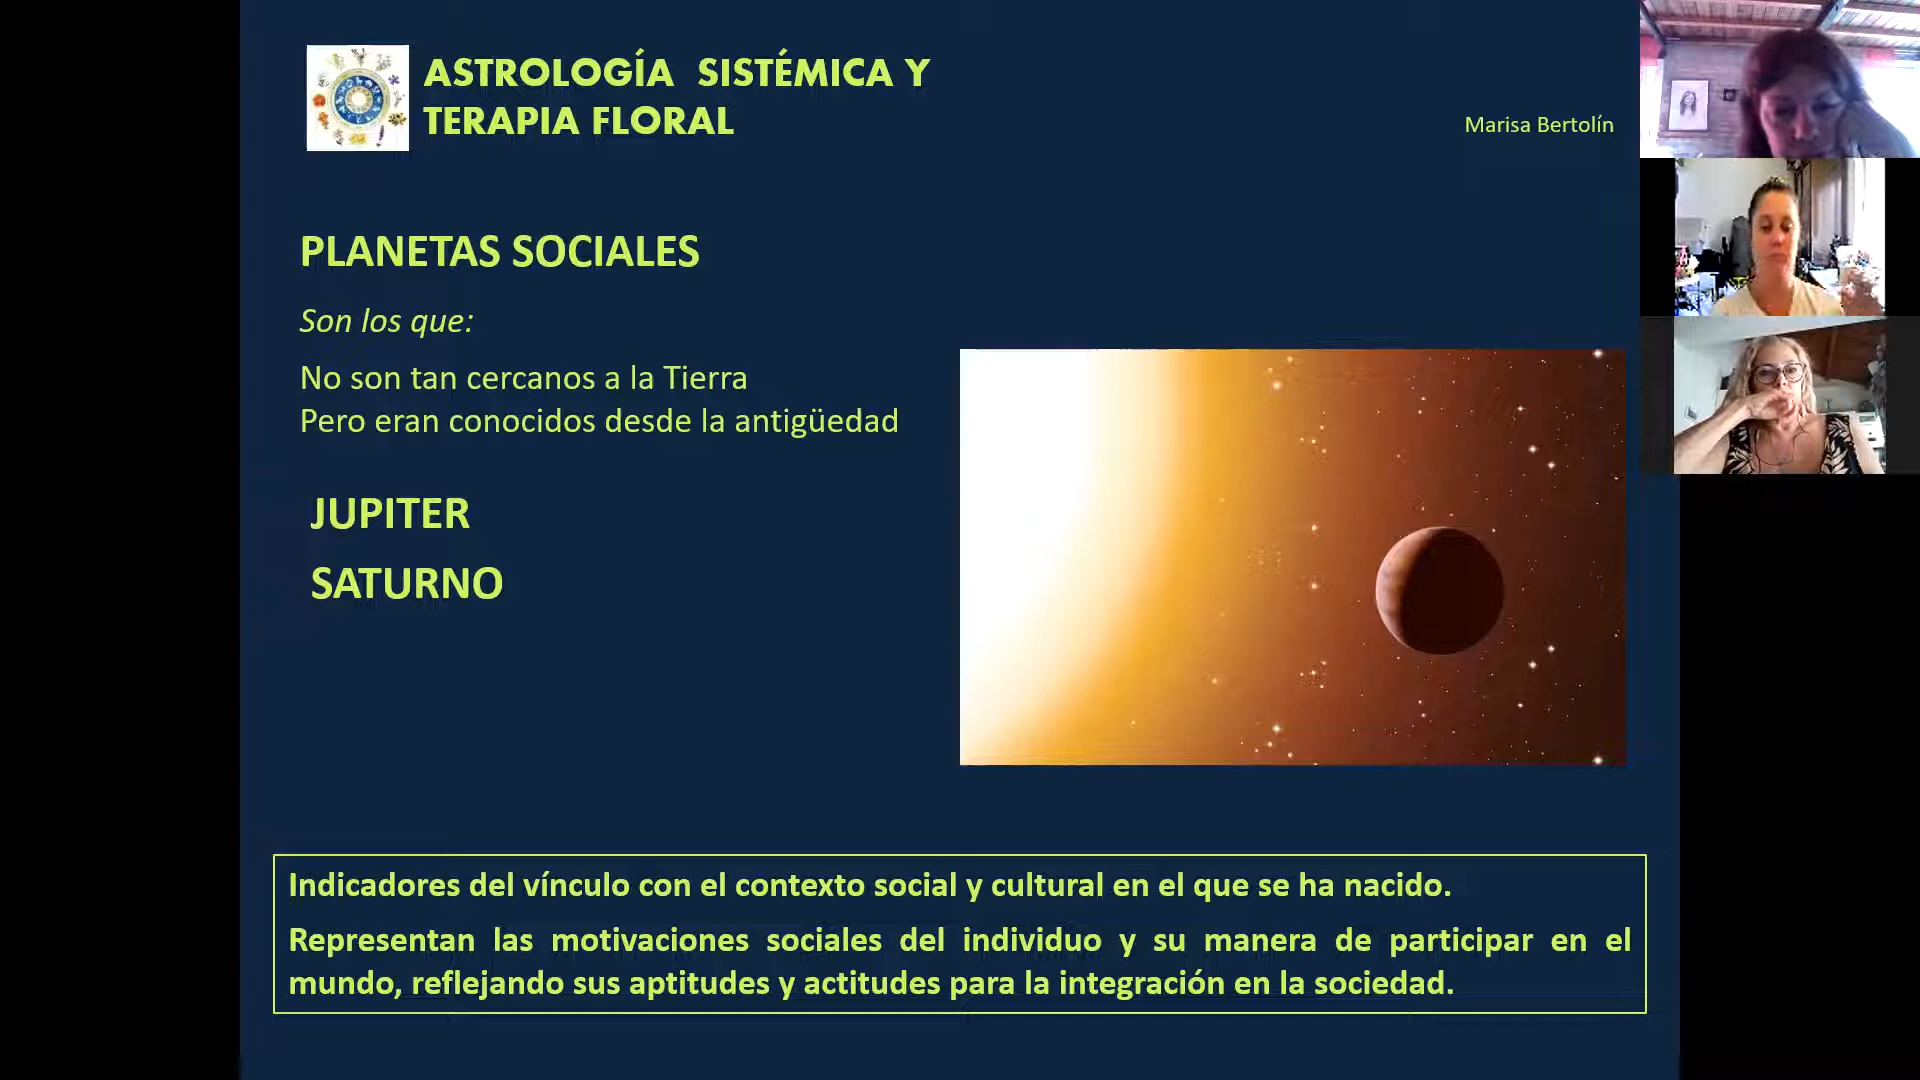 ASTROLOGÍA SISTÉMICA Y
TERAPIA FLORAL
Marisa Bertolín
PLANETAS SOCIALES
Son los que:
No son tan cercanos a la Tierra
Pero eran conocidos desde la antigüedad
JUPITER
SATURNO
Indicadores del vínculo con el contexto social y cultural en el que se ha nacido.
Representan las motivaciones sociales del individuo y su manera de participar en el
mundo, reflejando sus aptitudes y actitudes para la integración en la sociedad.